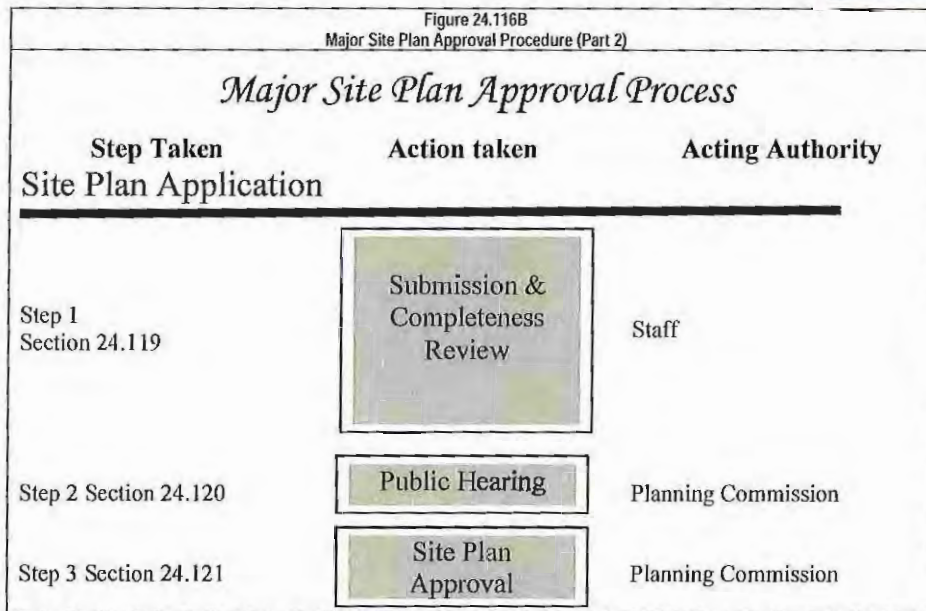 Figure 24.116B
Major Site Plan Approval Procedure (Part 2)
Major Site Plan Approval Process
Step Taken Action taken Acting Authority
Site Plan Application
Step 1
Section 24.119
Submission &
Completeness
Review
Staff
Step 2 Section 24.120 Public Hearing Planning Commission
Step 3 Section 24.121
Site Plan
Approval
Planning Commission